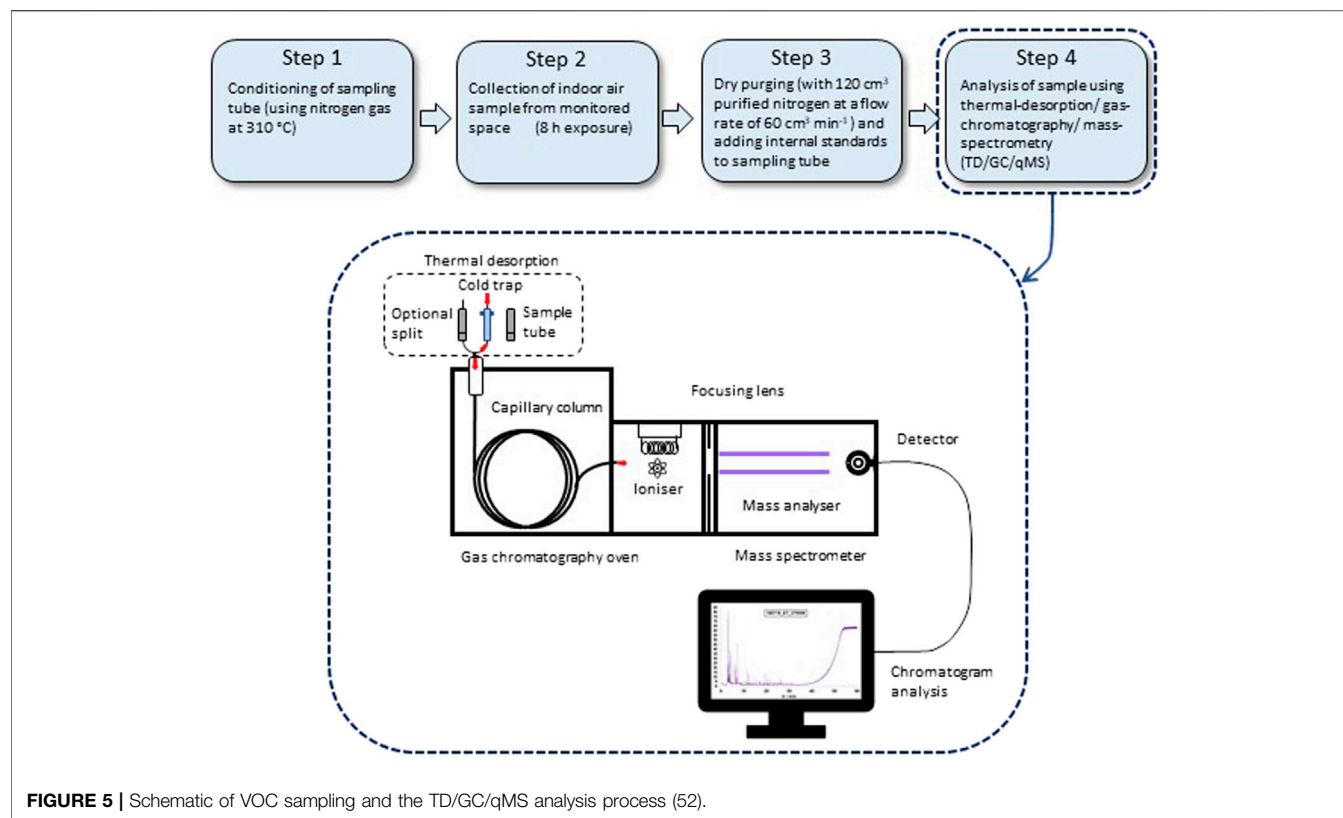 Step 1
Conditioning of sampling
tube (using nitrogen gas
at 310 °C)
Step 2
Collection of indoor air
sample from monitored
space (8 h exposure)
Step 3
Dry purging (with 120 cm³
purified nitrogen at a flow
rate of 60 cm³ min⁻¹) and
adding internal standards
to sampling tube
Step 4
Analysis of sample using
thermal-desorption/ gas-
chromatography/ mass-
spectrometry
(TD/GC/qMS)
Thermal desorption
Cold trap
Optional
split
Sample
tube
Capillary column
Focusing lens
Detector
Ioniser
Mass analyser
Gas chromatography oven
Mass spectrometer
Chromatogram
analysis
FIGURE 5 | Schematic of VOC sampling and the TD/GC/qMS analysis process (52).